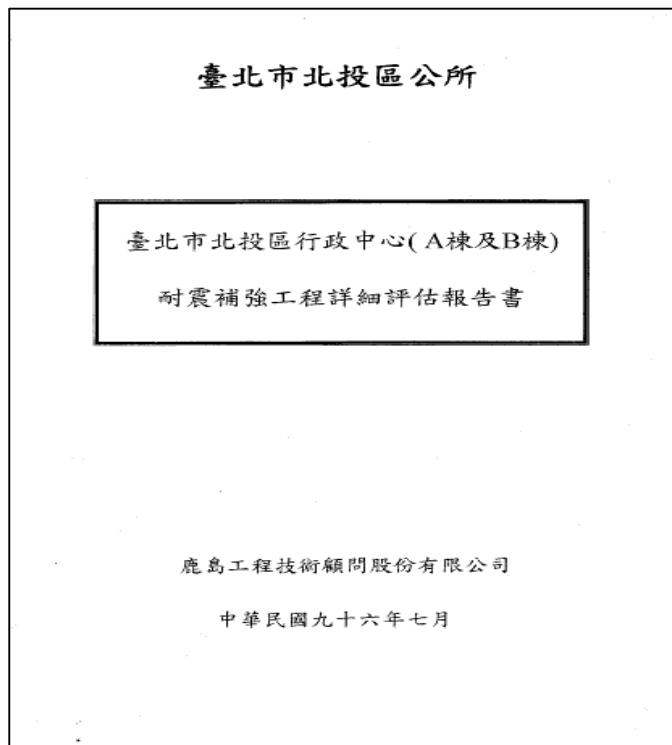 臺北市北投區公所
臺北市北投區行政中心(A棟及B棟)
耐震補強工程詳細評估報告書
鹿島工程技術顧問股份有限公司
中華民國九十六年七月